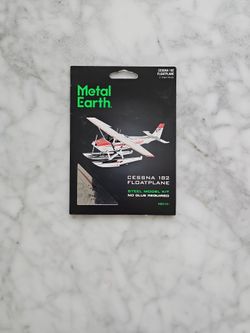 CESSNA 182
FLOATPLANE
Metal
Earth
CESSNA 182
FLOATPLANE
STEEL MODEL KIT
NO GLUE REQUIRED